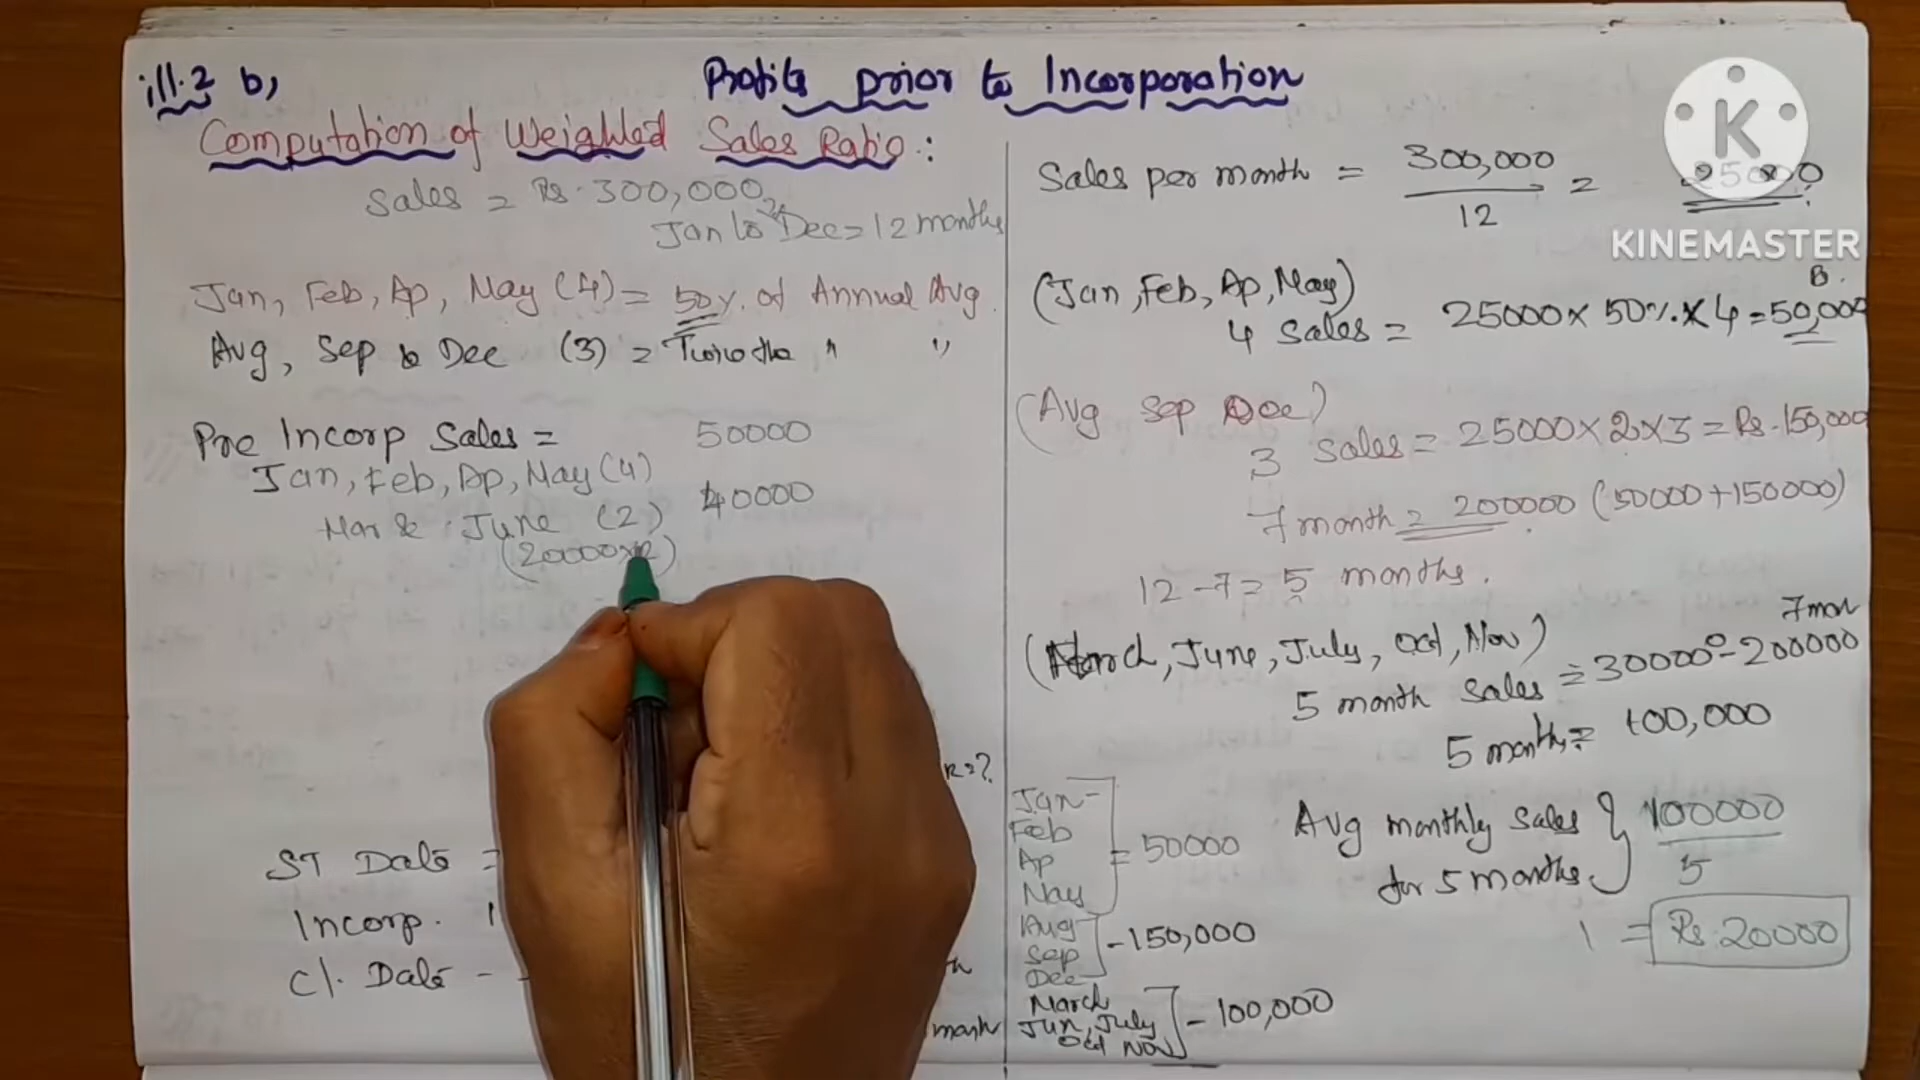 ill.2 b, Profits prior to Incorporation
Computation of Weighted Sales Ratio :
Sales = Rs. 300,000
Jan to Dec = 12 months
Jan, Feb, Ap, May (4) = 50% of Annual Avg.
Aug, Sep & Dec (3) = Twice the " "
Pre Incorp Sales =
Jan, Feb, Ap, May (4) 50000
Mar & June (2) 40000
(20000x2)
=?
ST Date =
Incorp.
Cl. Date -
month
Sales per month = 300,000 / 12 = 25000
K
KINEMASTER
(Jan, Feb, Ap, May)
4 Sales = 25000 x 50% x 4 = 50,000
(Aug Sep Dec)
3 Sales = 25000 x 2 x 3 = Rs. 150,000
7 month = 200000 (50000+150000)
12 - 7 = 5 months.
(March, June, July, Oct, Nov) 7 mon
5 month Sales = 300000 - 200000
5 months = 100,000
Jan
Feb
Ap = 50000
May
Aug
Sep - 150,000
Dec
March
Jun, July - 100,000
Oct Nov
Avg monthly Sales 100000
for 5 months 5
= Rs. 20000